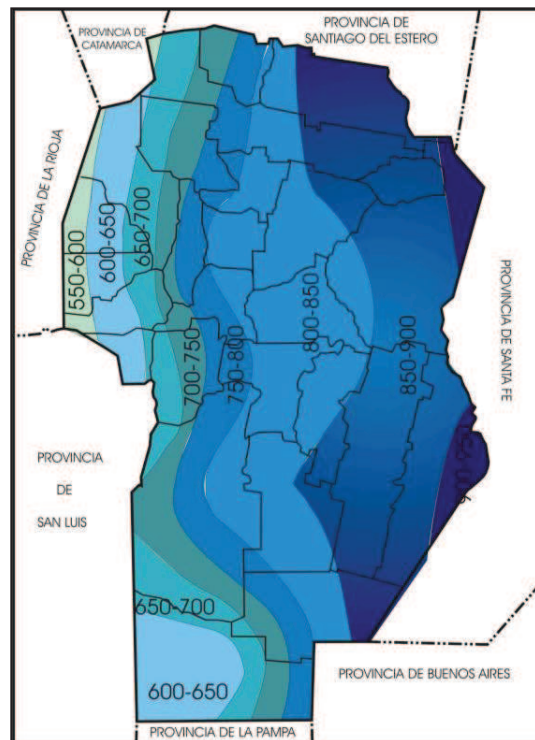 PROVINCIA DE
CATAMARCA
PROVINCIA DE
SANTIAGO DEL ESTERO
PROVINCIA DE LA RIOJA
550-600
600-650
650-700
700-750
750-800
800-850
850-900
900-950
PROVINCIA DE SANTA FE
PROVINCIA
DE
SAN LUIS
650-700
600-650
PROVINCIA DE BUENOS AIRES
PROVINCIA DE LA PAMPA